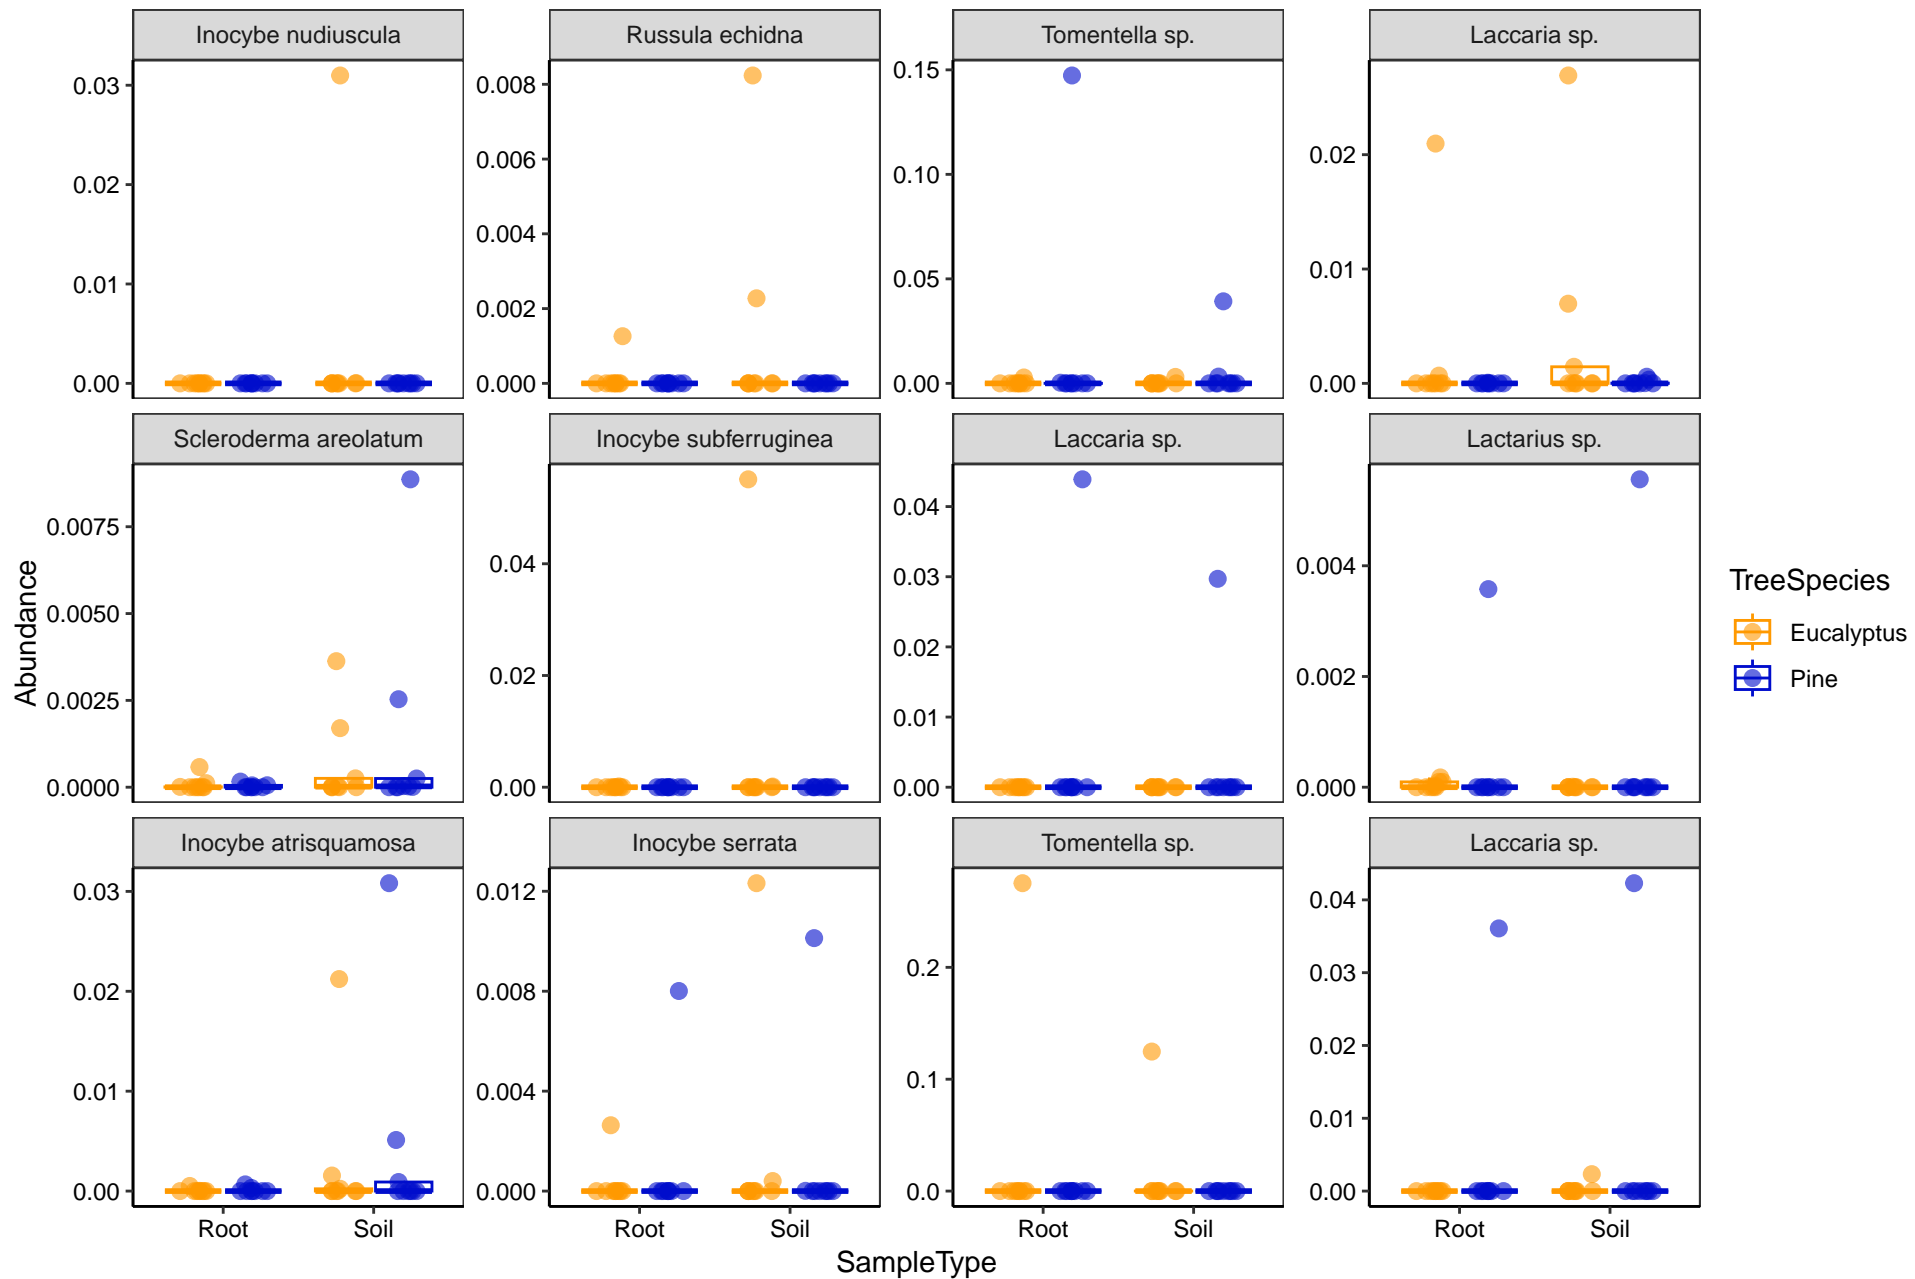 Inocybe nudiuscula
Russula echidna
Tomentella sp.
Laccaria sp.
0.03
0.02
0.01
0.00
0.008
0.006
0.004
0.002
0.000
0.15
0.10
0.05
0.00
0.02
0.01
0.00
Scleroderma areolatum
Inocybe subferruginea
Laccaria sp.
Lactarius sp.
0.0075
0.0050
0.0025
0.0000
0.04
0.02
0.00
0.04
0.03
0.02
0.01
0.00
0.004
0.002
0.000
Inocybe atrisquamosa
Inocybe serrata
Tomentella sp.
Laccaria sp.
0.03
0.02
0.01
0.00
0.012
0.008
0.004
0.000
0.2
0.1
0.0
0.04
0.03
0.02
0.01
0.00
Root
Soil
Root
Soil
Root
Soil
Root
Soil
SampleType
Abundance
TreeSpecies
Eucalyptus
Pine